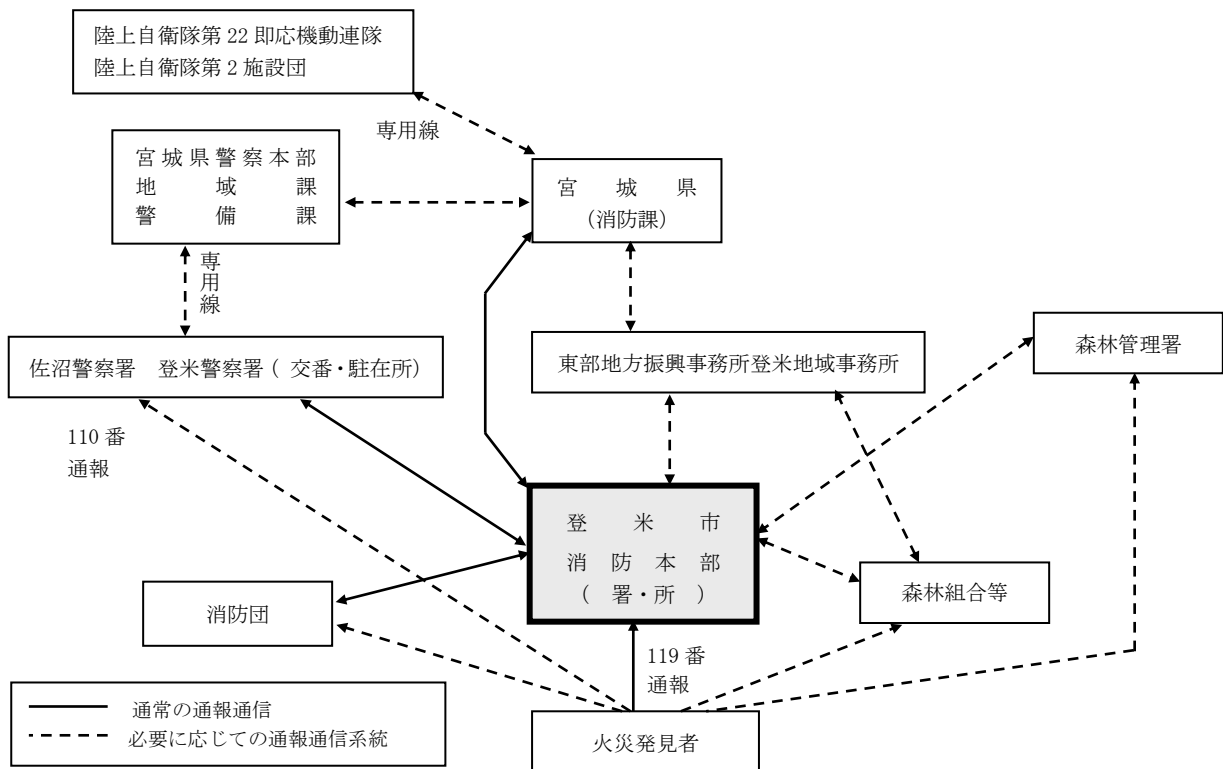 陸上自衛隊第22即応機動連隊
陸上自衛隊第2施設団
専用線
宮城県警察本部
地域課
警備課
宮城県
(消防課)
専用線
佐沼警察署 登米警察署(交番・駐在所)
東部地方振興事務所登米地域事務所
森林管理署
110番
通報
登米市
消防本部
(署・所)
消防団
森林組合等
119番
通報
通常の通報通信
必要に応じての通報通信系統
火災発見者